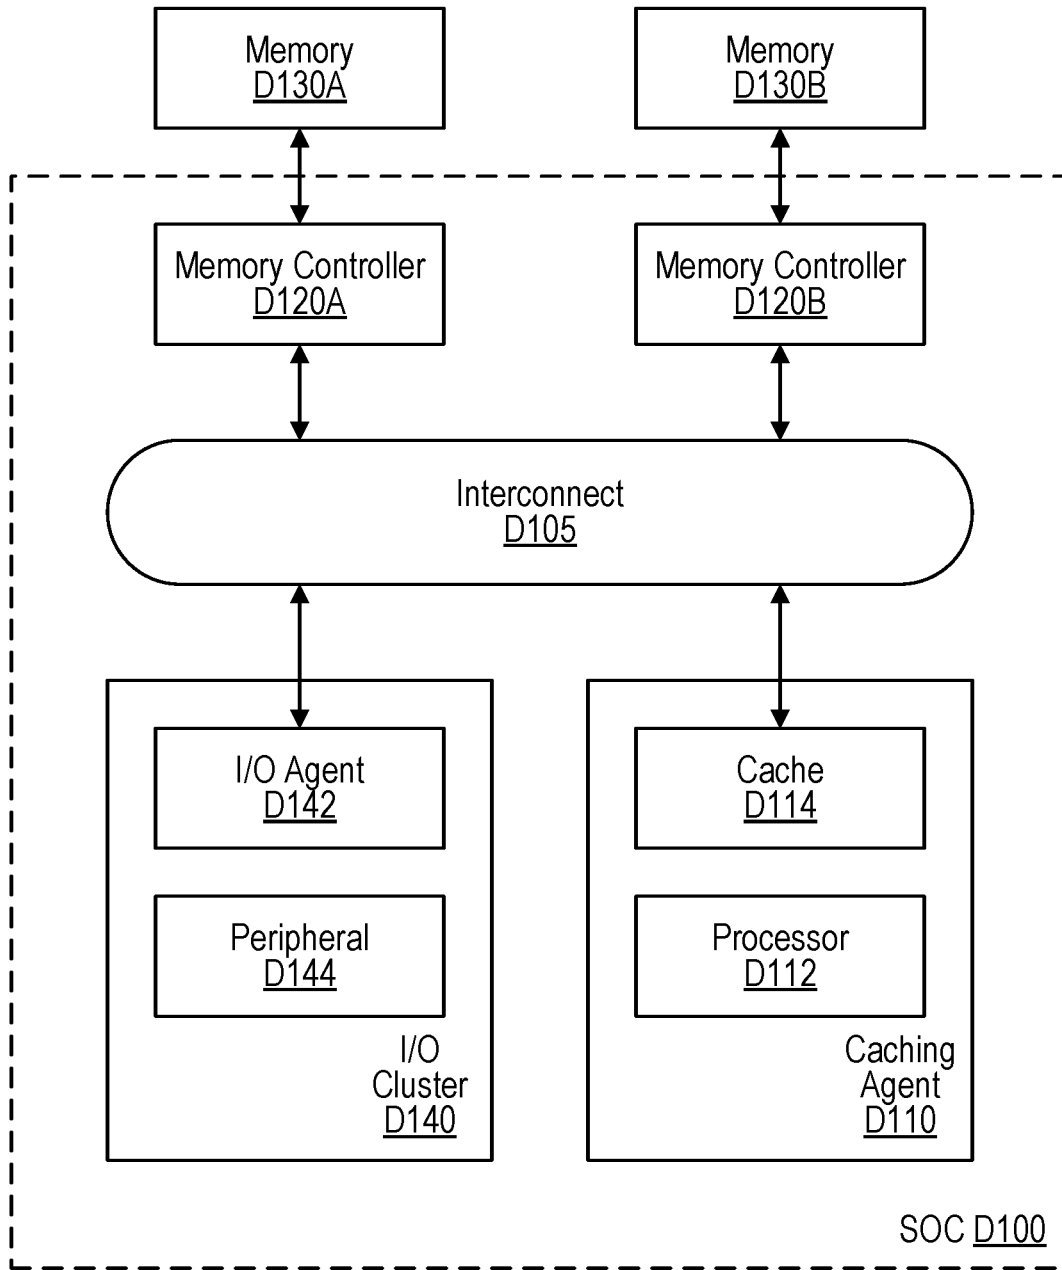 Memory
D130A
Memory
D130B
Memory Controller
D120A
Memory Controller
D120B
Interconnect
D105
I/O Agent
D142
Cache
D114
Peripheral
D144
Processor
D112
I/O
Cluster
D140
Caching
Agent
D110
SOC D100